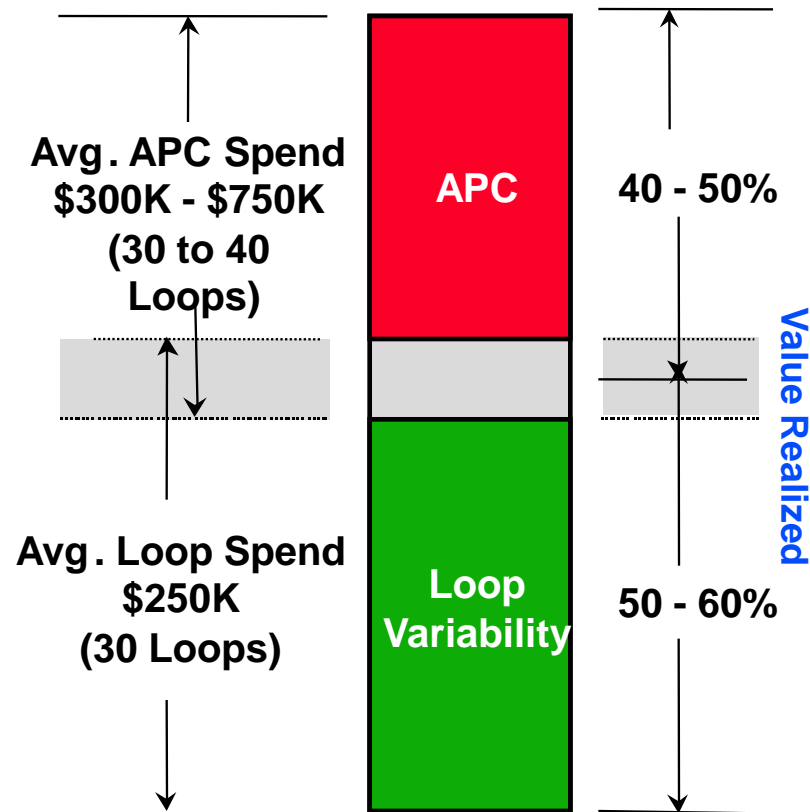 Avg. APC Spend
$300K - $750K
(30 to 40
Loops)
APC
40 - 50%
Value Realized
Avg. Loop Spend
$250K
(30 Loops)
Loop
Variability
50 - 60%